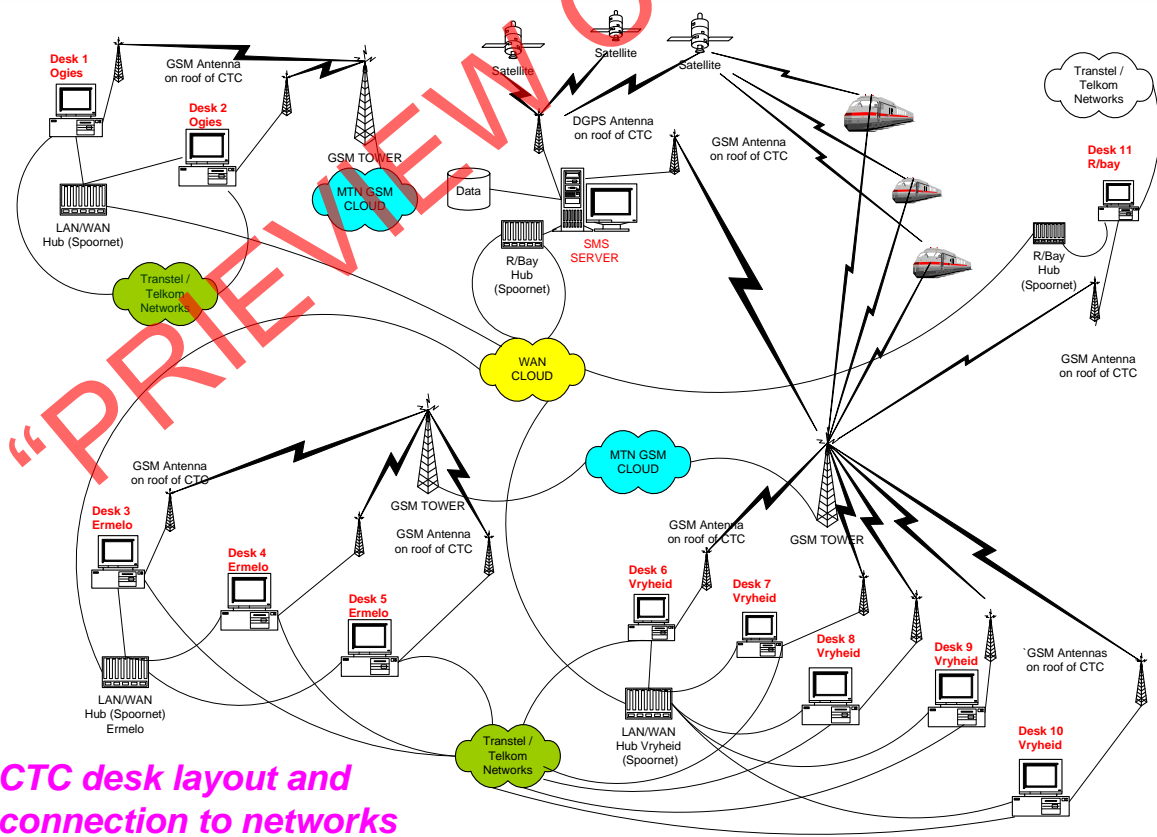 “PRIEVIEW O
Desk 1
Ogies
GSM Antenna
on roof of CTC
Desk 2
Ogies
GSM TOWER
MTN GSM
CLOUD
LAN/WAN
Hub (Spoornet)
Transtel /
Telkom
Networks
Satellite
Satellite
Satellite
DGPS Antenna
on roof of CTC
GSM Antenna
on roof of CTC
Data
SMS
SERVER
R/Bay
Hub
(Spoornet)
Transtel /
Telkom
Networks
Desk 11
R/bay
R/Bay
Hub
(Spoornet)
GSM Antenna
on roof of CTC
WAN
CLOUD
GSM Antenna
on roof of CTC
GSM TOWER
GSM Antenna
on roof of CTC
MTN GSM
CLOUD
GSM Antenna
on roof of CTC
GSM TOWER
Desk 3
Ermelo
Desk 4
Ermelo
Desk 5
Ermelo
LAN/WAN
Hub (Spoornet)
Ermelo
Desk 6
Vryheid
Desk 7
Vryheid
Desk 8
Vryheid
Desk 9
Vryheid
`GSM Antennas
on roof of CTC
Desk 10
Vryheid
LAN/WAN
Hub Vryheid
(Spoornet)
Transtel /
Telkom
Networks
CTC desk layout and
connection to networks